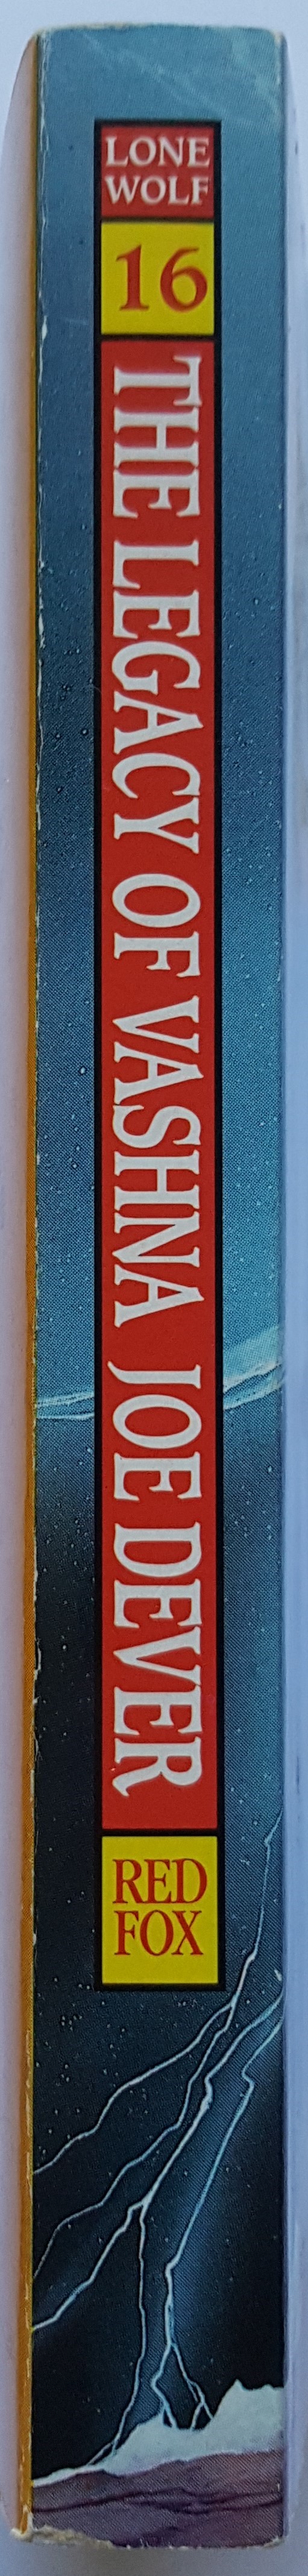 LONE
WOLF
16
THE LEGACY OF VASHNA JOE DEVER
RED
FOX